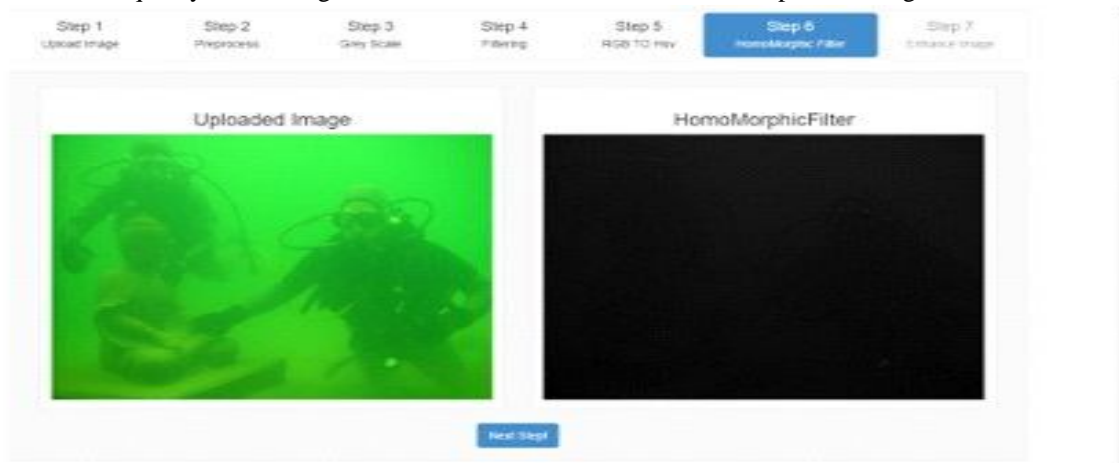 Step 1 Step 2 Step 3 Step 4 Step 5 Step 6 Step 7
Upload Image Preprocess Grey Scale Filtering RGB TO Hsv HomoMorphic Filter Enhance Image
Uploaded Image HomoMorphicFilter
Next Step!